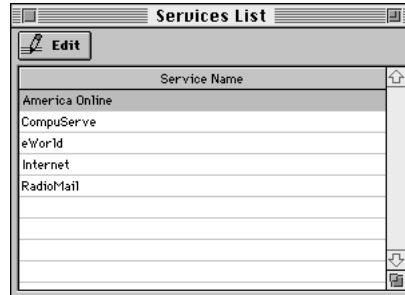 Services List
Edit
Service Name
America Online
CompuServe
eWorld
Internet
RadioMail